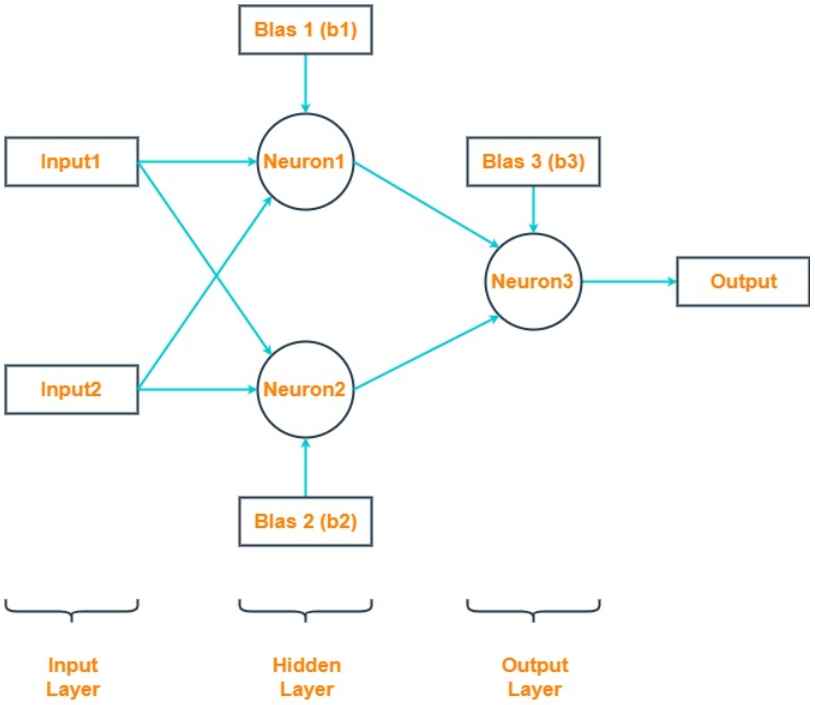 Blas 1 (b1)
Input1
Neuron1
Blas 3 (b3)
Neuron3
Output
Input2
Neuron2
Blas 2 (b2)
Input
Layer
Hidden
Layer
Output
Layer